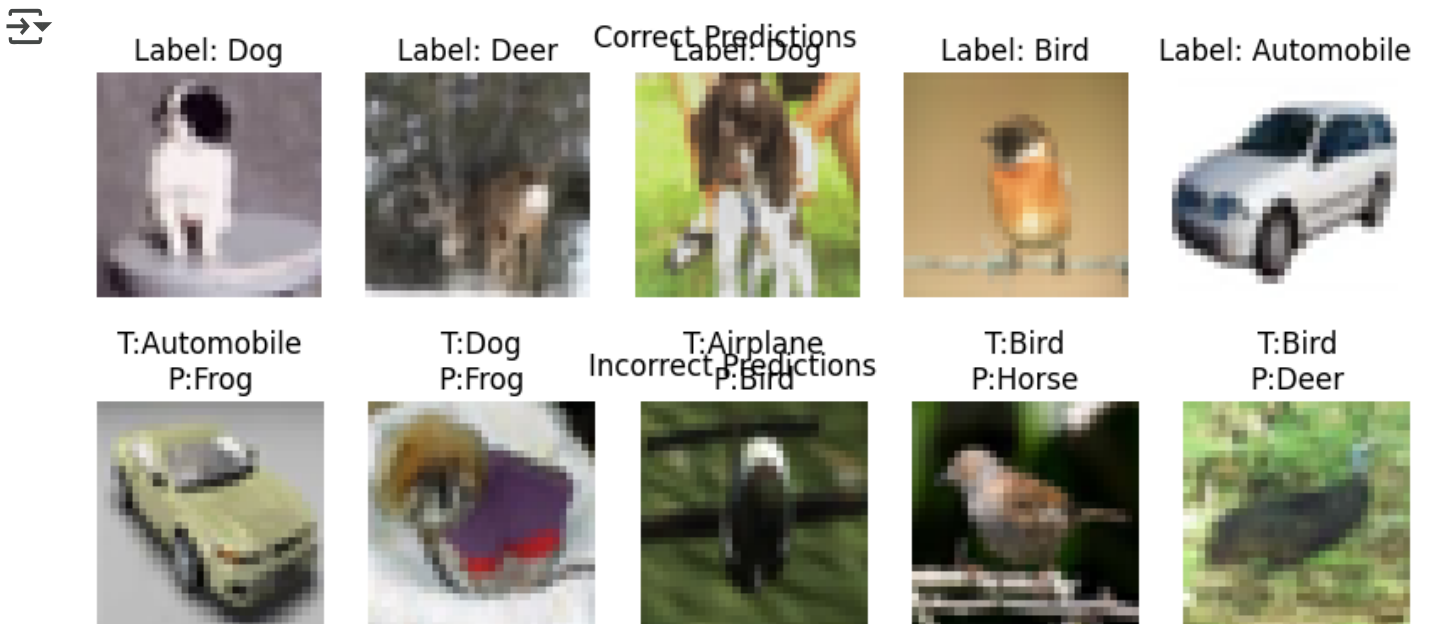 Correct Predictions
Label: Dog
Label: Deer
Label: Dog
Label: Bird
Label: Automobile
Incorrect Predictions
T:Automobile
P:Frog
T:Dog
P:Frog
T:Airplane
P:Bird
T:Bird
P:Horse
T:Bird
P:Deer